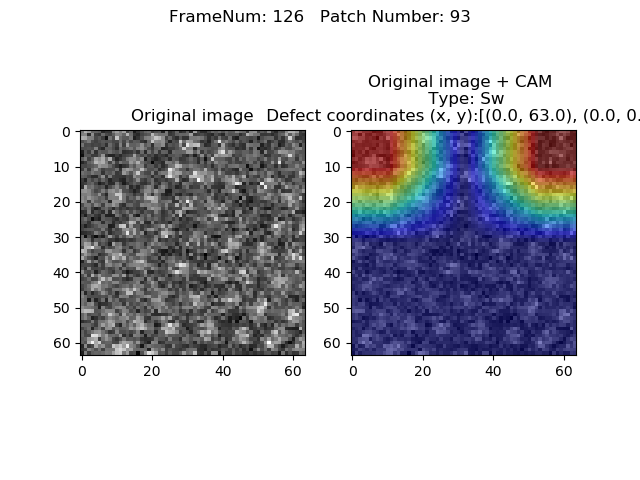 FrameNum: 126   Patch Number: 93
Original image + CAM
Type: Sw
Original image
Defect coordinates (x, y):[(0.0, 63.0), (0.0, 0.
0
10
20
30
40
50
60
0 20 40 60
0
10
20
30
40
50
60
0 20 40 60